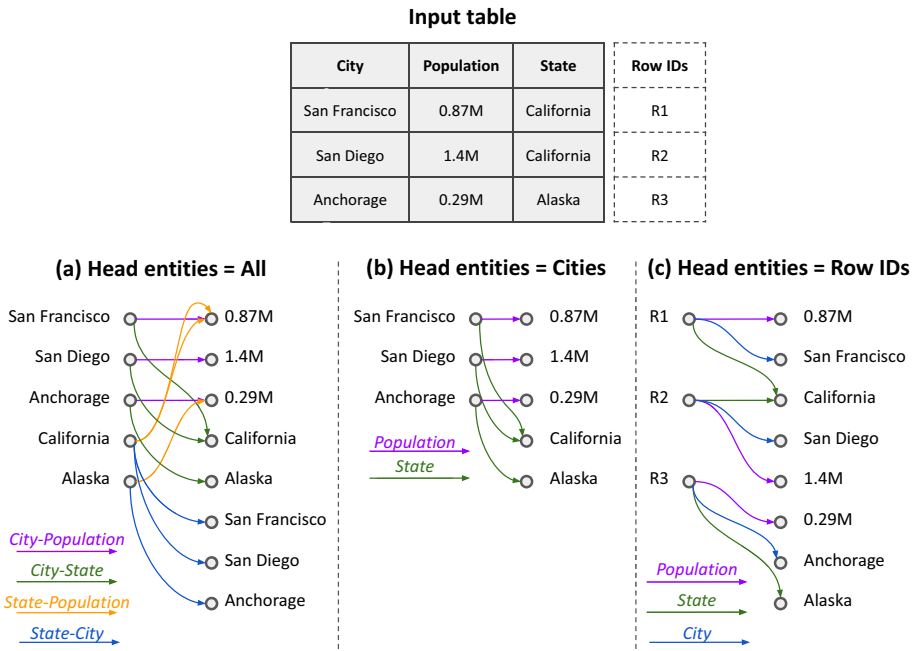 Input table
City Population State Row IDs
San Francisco 0.87M California R1
San Diego 1.4M California R2
Anchorage 0.29M Alaska R3
(a) Head entities = All
San Francisco 0.87M
San Diego 1.4M
Anchorage 0.29M
California California
Alaska Alaska
San Francisco
San Diego
Anchorage
City-Population
City-State
State-Population
State-City
(b) Head entities = Cities
San Francisco 0.87M
San Diego 1.4M
Anchorage 0.29M
California
Alaska
Population
State
(c) Head entities = Row IDs
R1 0.87M
San Francisco
R2 California
San Diego
R3 1.4M
0.29M
Anchorage
Alaska
Population
State
City